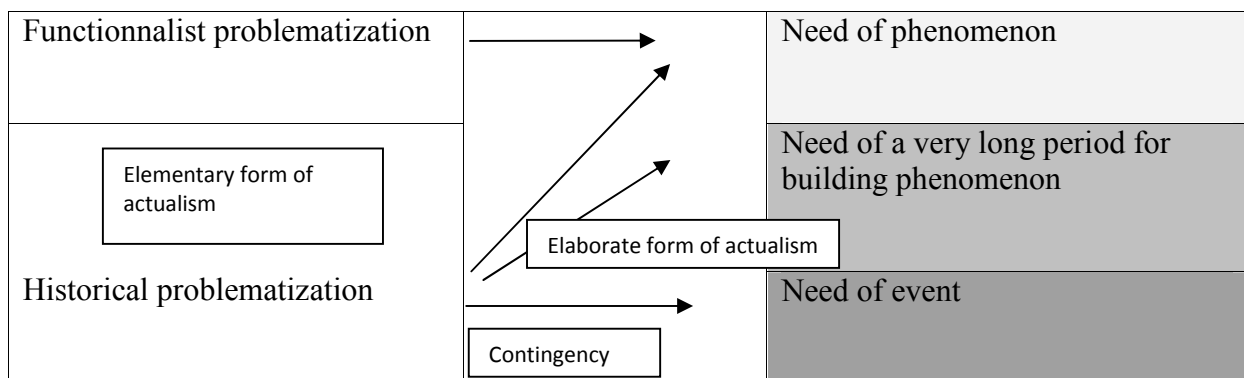 Functionnalist problematization
Need of phenomenon
Elementary form of
actualism
Need of a very long period for
building phenomenon
Elaborate form of actualism
Historical problematization
Need of event
Contingency